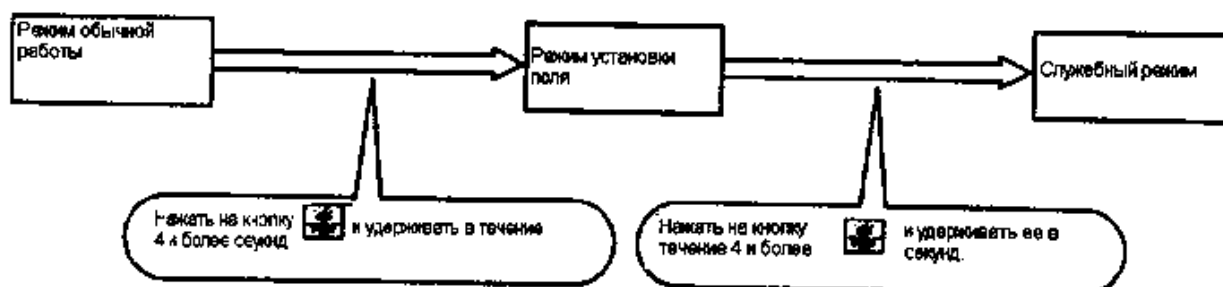 Режим обычной
работы
Режим установки
поля
Служебный режим
Нажать на кнопку и удерживать в течение
4 и более секунд
Нажать на кнопку и удерживать ее в
течение 4 и более секунд.